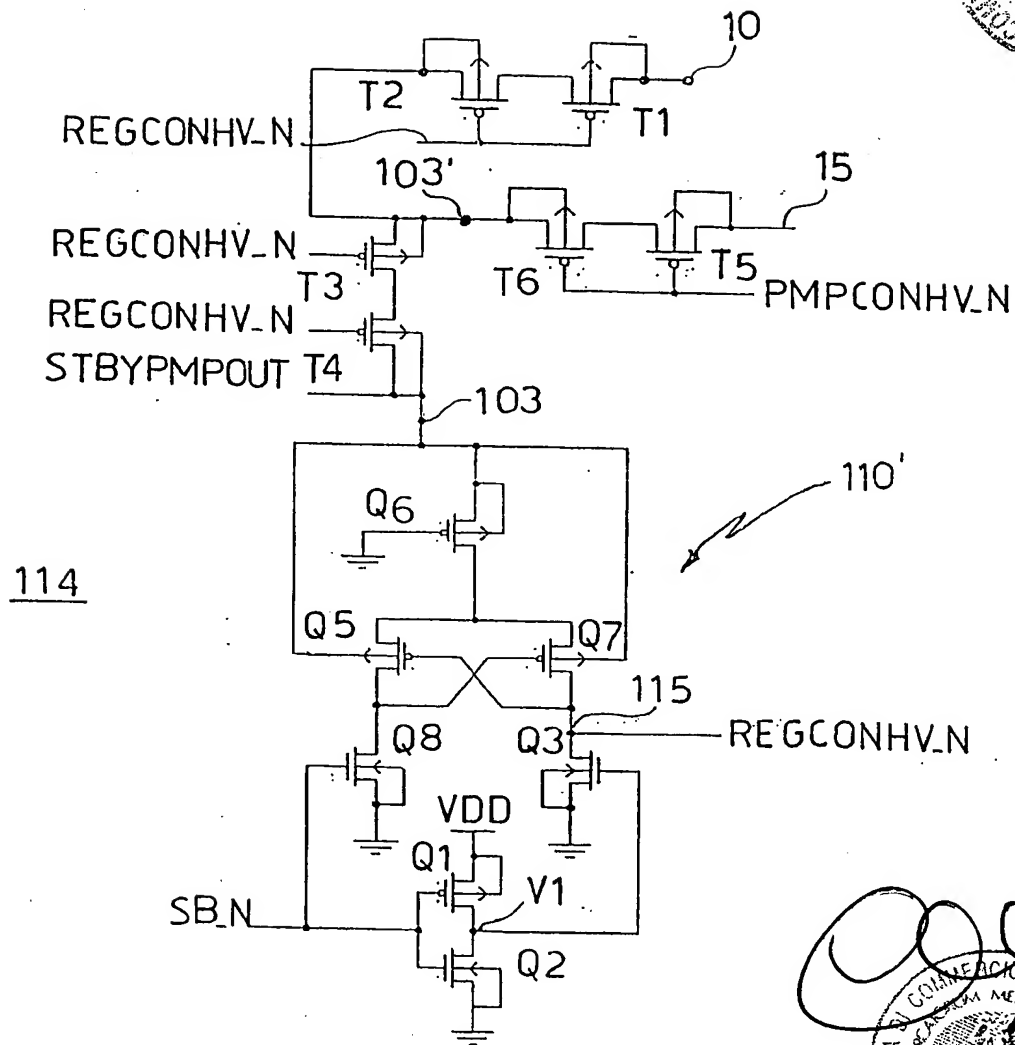 10
T2
T1
REGCONHV_N
103'
15
REGCONHV_N
T3
T6
T5
PMPCONHV_N
REGCONHV_N
STBYPMPOUT T4
103
110'
Q6
114
Q5
Q7
115
Q8
Q3
REGCONHV_N
VDD
Q1
SB_N
V1
Q2